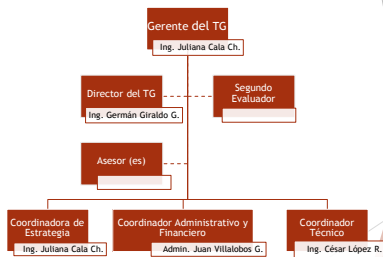 Gerente del TG
Ing. Juliana Cala Ch.
Director del TG
Ing. Germán Giraldo G.
Segundo
Evaluador
Asesor (es)
Coordinadora de
Estrategia
Ing. Juliana Cala Ch.
Coordinador Administrativo y
Financiero
Admin. Juan Villalobos G.
Coordinador
Técnico
Ing. César López R.